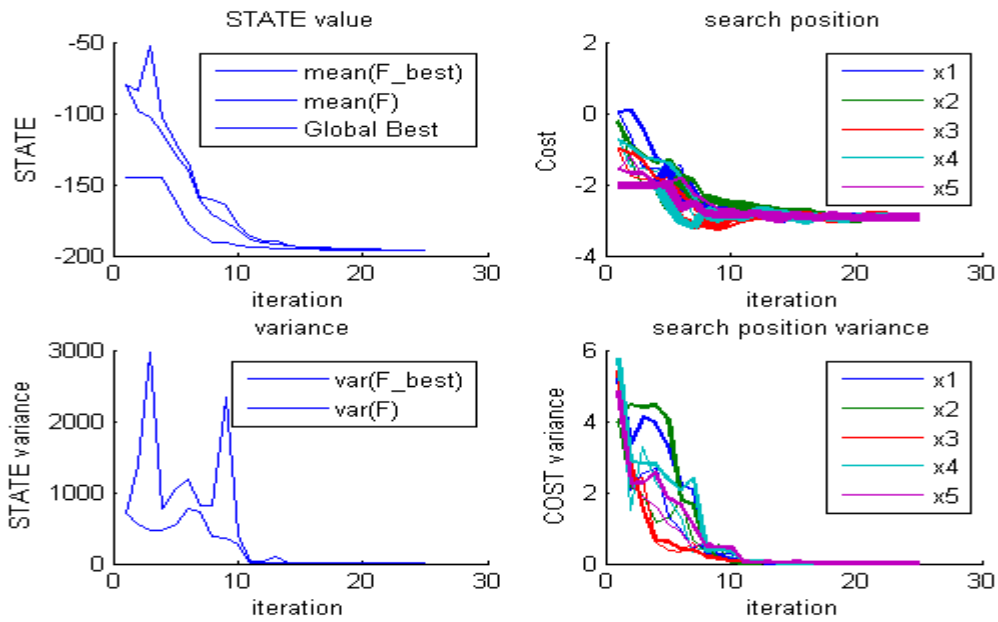 STATE value
-50
-100
-150
-200
STATE
mean(F_best)
mean(F)
Global Best
0
10
20
30
iteration
search position
2
0
-2
-4
Cost
x1
x2
x3
x4
x5
0
10
20
30
iteration
variance
3000
2000
1000
0
STATE variance
var(F_best)
var(F)
0
10
20
30
iteration
search position variance
6
4
2
0
COST variance
x1
x2
x3
x4
x5
0
10
20
30
iteration